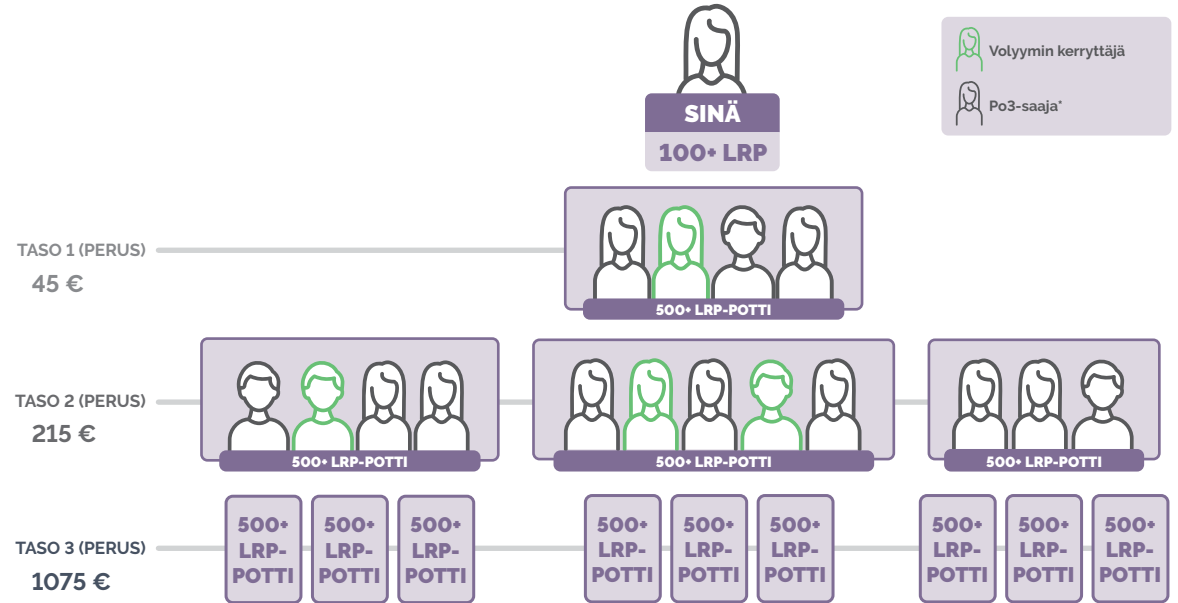 Volyymin kerryttäjä
Po3-saaja*
SINÄ
100+ LRP
TASO 1 (PERUS)
45 €
500+ LRP-POTTI
TASO 2 (PERUS)
215 €
500+ LRP-POTTI
500+ LRP-POTTI
500+ LRP-POTTI
TASO 3 (PERUS)
1075 €
500+
LRP-
POTTI
500+
LRP-
POTTI
500+
LRP-
POTTI
500+
LRP-
POTTI
500+
LRP-
POTTI
500+
LRP-
POTTI
500+
LRP-
POTTI
500+
LRP-
POTTI
500+
LRP-
POTTI